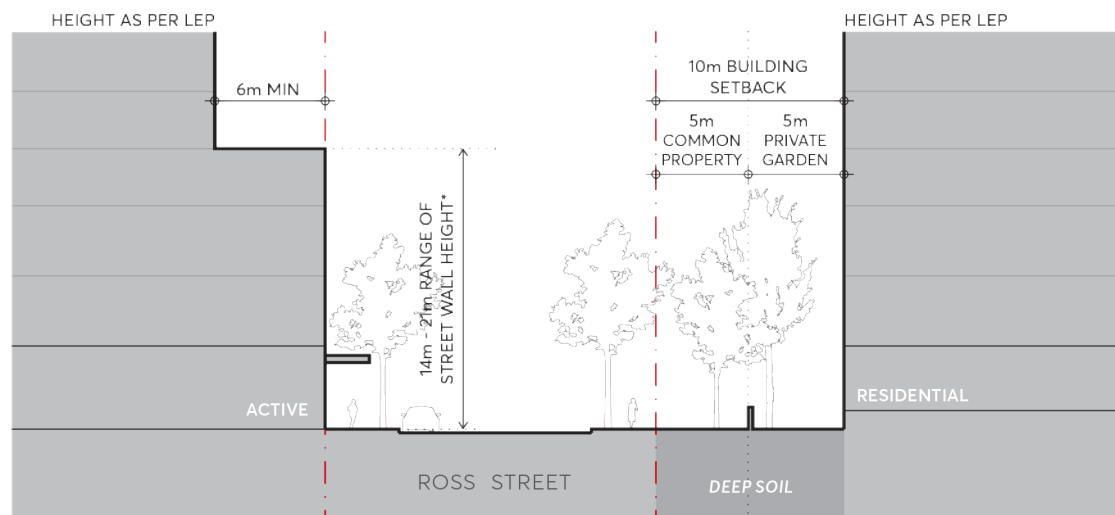 HEIGHT AS PER LEP
HEIGHT AS PER LEP
6m MIN
10m BUILDING
SETBACK
5m
COMMON
PROPERTY
5m
PRIVATE
GARDEN
14m - 21m RANGE OF
STREET WALL HEIGHT*
ACTIVE
RESIDENTIAL
ROSS STREET
DEEP SOIL